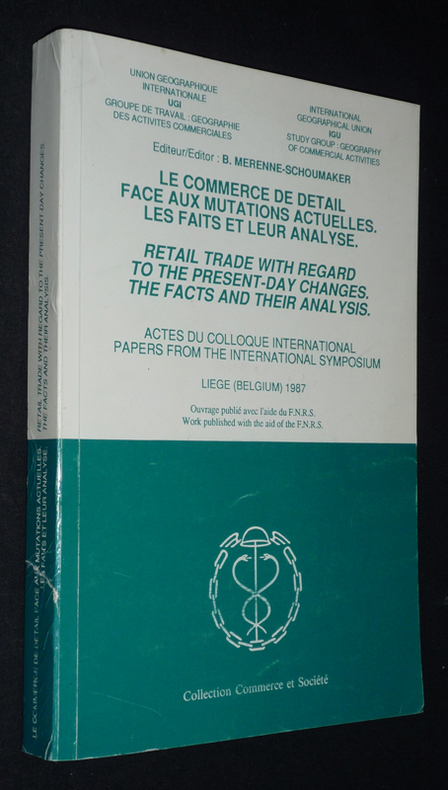 UNION GEOGRAPHIQUE
INTERNATIONALE
UGI
GROUPE DE TRAVAIL : GEOGRAPHIE
DES ACTIVITES COMMERCIALES
INTERNATIONAL
GEOGRAPHICAL UNION
IGU
STUDY GROUP : GEOGRAPHY
OF COMMERCIAL ACTIVITIES
Editeur/Editor : B. MERENNE-SCHOUMAKER
LE COMMERCE DE DETAIL
FACE AUX MUTATIONS ACTUELLES.
LES FAITS ET LEUR ANALYSE.
RETAIL TRADE WITH REGARD
TO THE PRESENT-DAY CHANGES.
THE FACTS AND THEIR ANALYSIS.
ACTES DU COLLOQUE INTERNATIONAL
PAPERS FROM THE INTERNATIONAL SYMPOSIUM
LIEGE (BELGIUM) 1987
Ouvrage publié avec l'aide du F.N.R.S.
Work published with the aid of the F.N.R.S.
Collection Commerce et Société
LE COMMERCE DE DETAIL FACE AUX MUTATIONS ACTUELLES.
LES FAITS ET LEUR ANALYSE.
RETAIL TRADE WITH REGARD TO THE PRESENT-DAY CHANGES.
THE FACTS AND THEIR ANALYSIS.